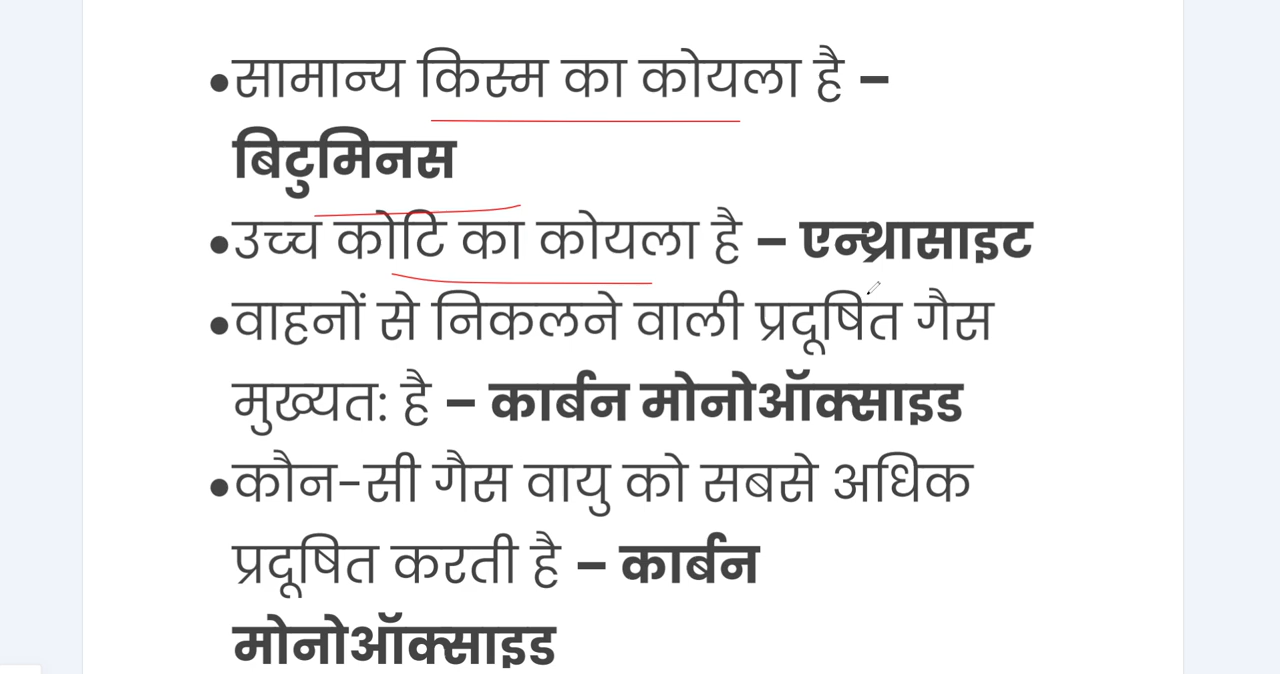 •सामान्य किस्म का कोयला है –
बिटुमिनस
•उच्च कोटि का कोयला है – एन्थ्रासाइट
•वाहनों से निकलने वाली प्रदूषित गैस
मुख्यत: है – कार्बन मोनोऑक्साइड
•कौन-सी गैस वायु को सबसे अधिक
प्रदूषित करती है – कार्बन
मोनोऑक्साइड